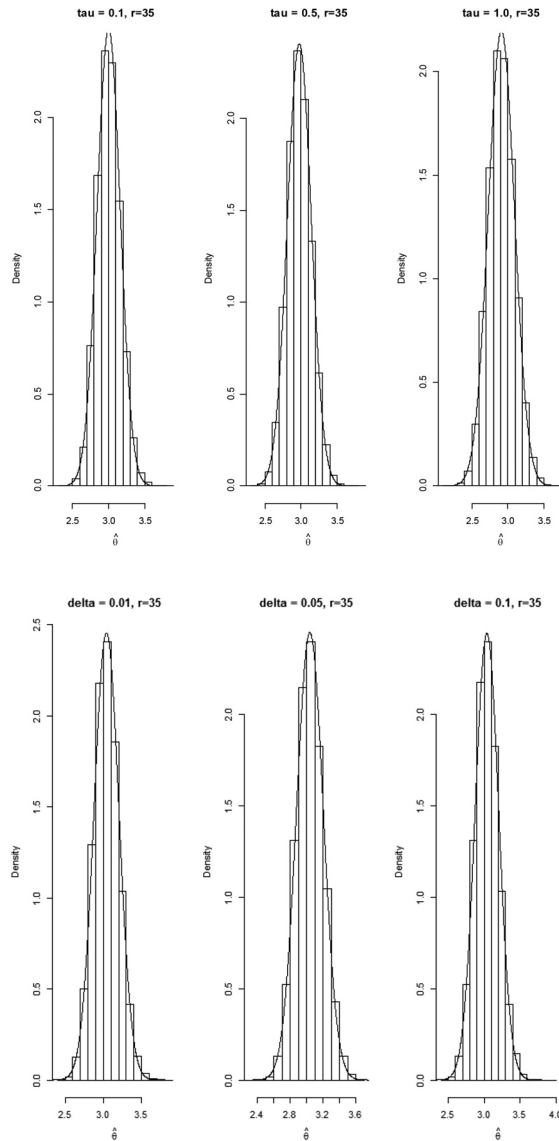 tau = 0.1, r=35
tau = 0.5, r=35
tau = 1.0, r=35
Density
0.0 0.5 1.0 1.5 2.0
2.5 3.0 3.5
θ̂
Density
0.0 0.5 1.0 1.5 2.0
2.5 3.0 3.5
θ̂
Density
0.0 0.5 1.0 1.5 2.0
2.5 3.0 3.5
θ̂
delta = 0.01, r=35
delta = 0.05, r=35
delta = 0.1, r=35
Density
0.0 0.5 1.0 1.5 2.0 2.5
2.5 3.0 3.5
θ̂
Density
0.0 0.5 1.0 1.5 2.0
2.4 2.8 3.2 3.6
θ̂
Density
0.0 0.5 1.0 1.5 2.0
2.5 3.0 3.5 4.0
θ̂